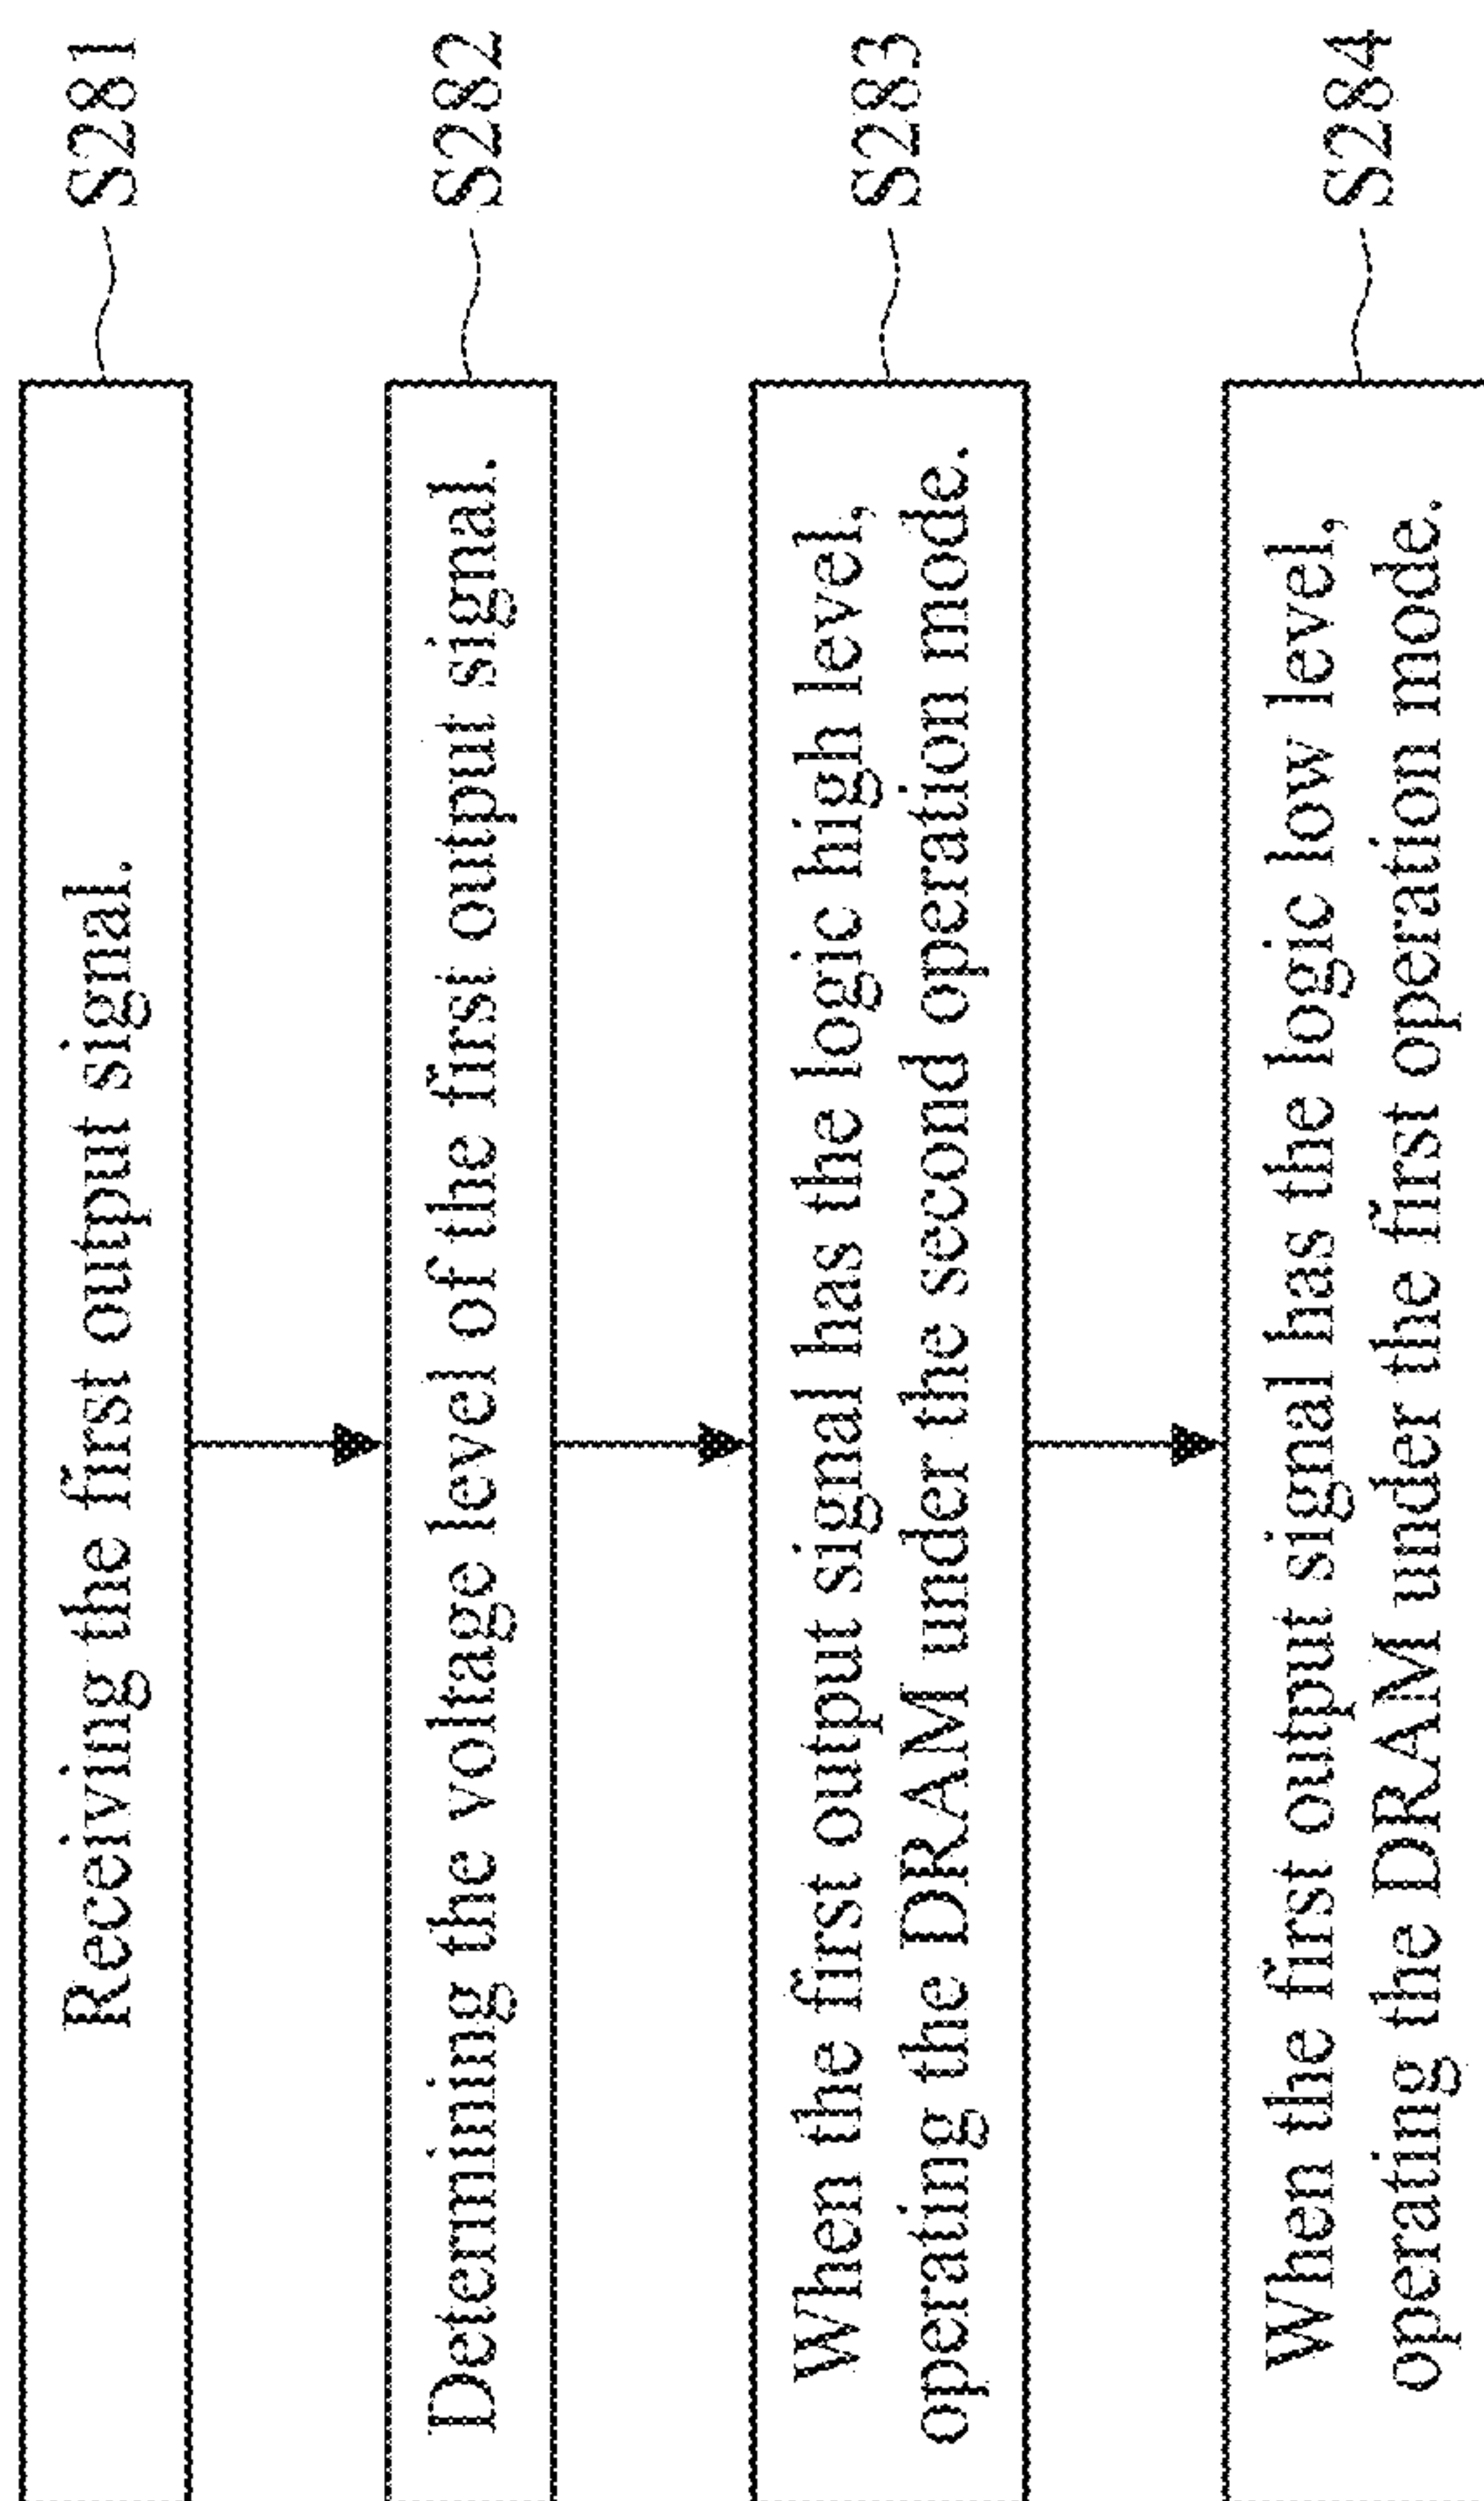 Receiving the first output signal.
S281
Determining the voltage level of the first output signal.
S282
When the first output signal has the logic high level,
operating the DRAM under the second operation mode.
S283
When the first output signal has the logic low level,
operating the DRAM under the first operation mode.
S284